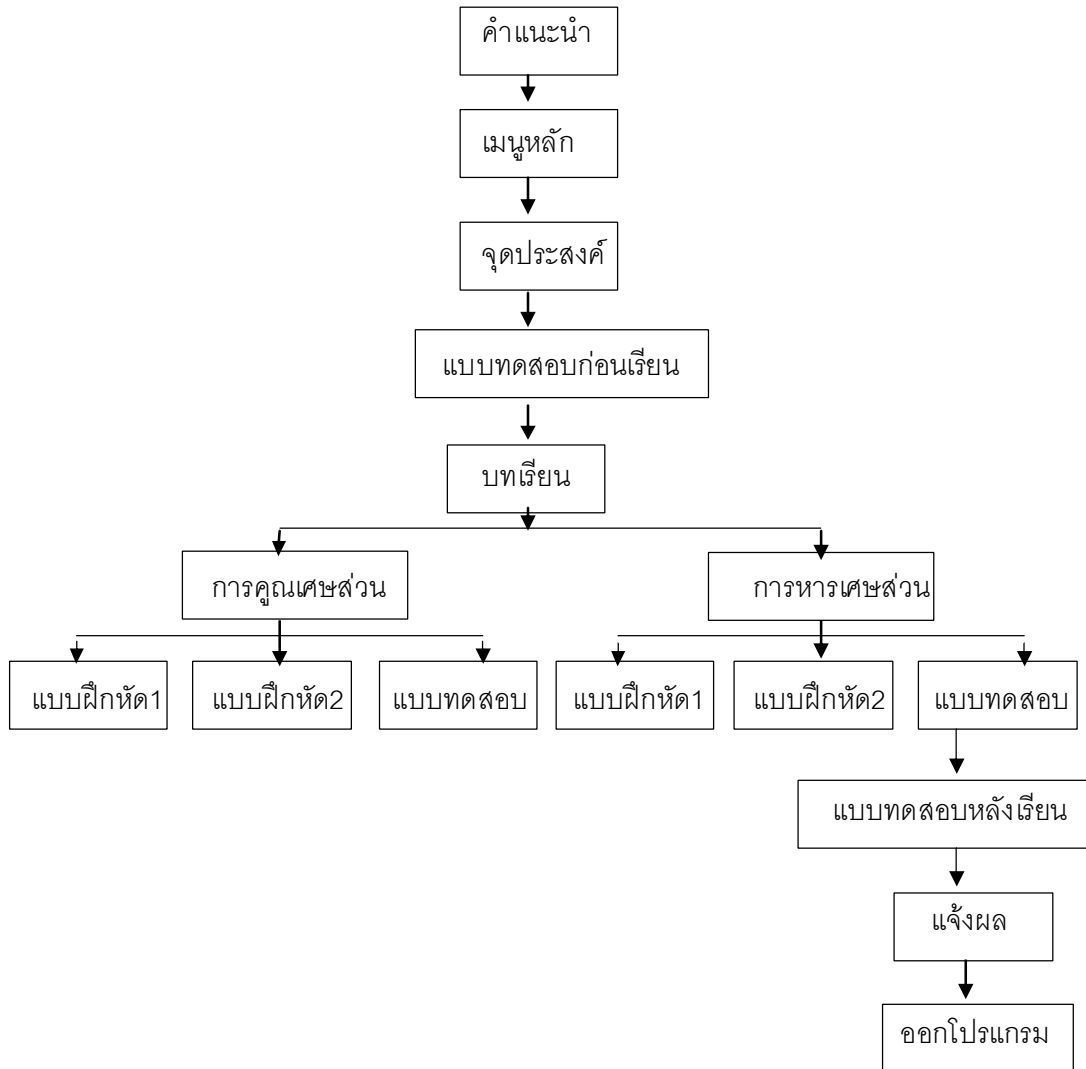 คำแนะนำ
เมนูหลัก
จุดประสงค์
แบบทดสอบก่อนเรียน
บทเรียน
การคูณเศษส่วน
การหารเศษส่วน
แบบฝึกหัด1
แบบฝึกหัด2
แบบทดสอบ
แบบฝึกหัด1
แบบฝึกหัด2
แบบทดสอบ
แบบทดสอบหลังเรียน
แจ้งผล
ออกโปรแกรม